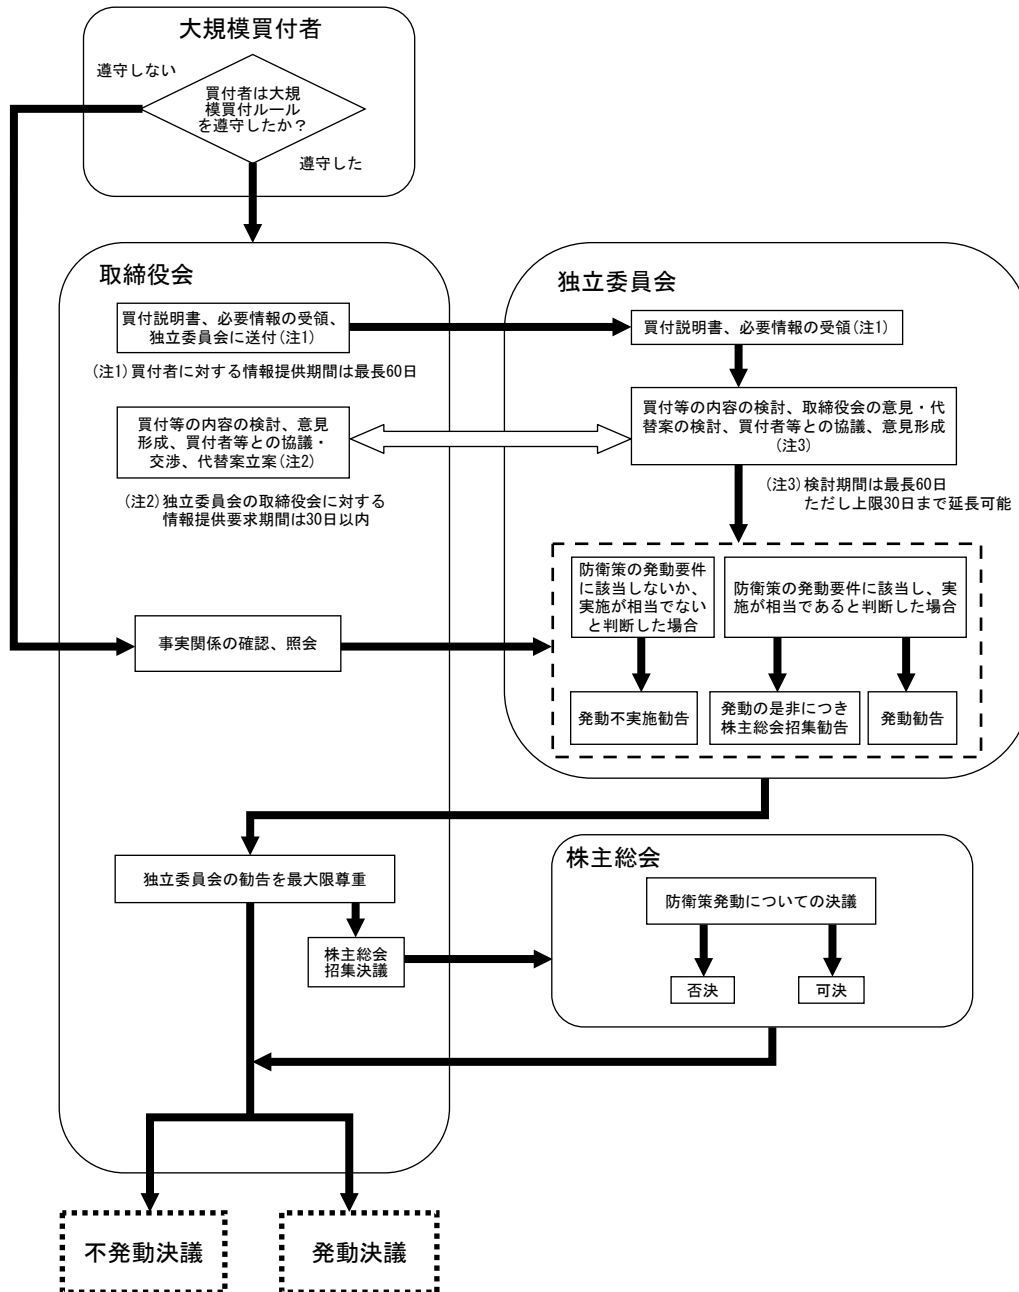 大規模買付者
遵守しない
買付者は大規
模買付ルール
を遵守したか？
遵守した
取締役会
買付説明書、必要情報の受領、
独立委員会に送付(注1)
(注1)買付者に対する情報提供期間は最長60日
買付等の内容の検討、意見
形成、買付者等との協議・
交渉、代替案立案(注2)
(注2)独立委員会の取締役会に対する
情報提供要求期間は30日以内
事実関係の確認、照会
独立委員会
買付説明書、必要情報の受領(注1)
買付等の内容の検討、取締役会の意見・代
替案の検討、買付者等との協議、意見形成
(注3)
(注3)検討期間は最長60日
ただし上限30日まで延長可能
防衛策の発動要件
に該当しないか、
実施が相当でない
と判断した場合
防衛策の発動要件に該当し、実
施が相当であると判断した場合
発動不実施勧告
発動の是非につき
株主総会招集勧告
発動勧告
独立委員会の勧告を最大限尊重
株主総会
招集決議
株主総会
防衛策発動についての決議
否決
可決
不発動決議
発動決議